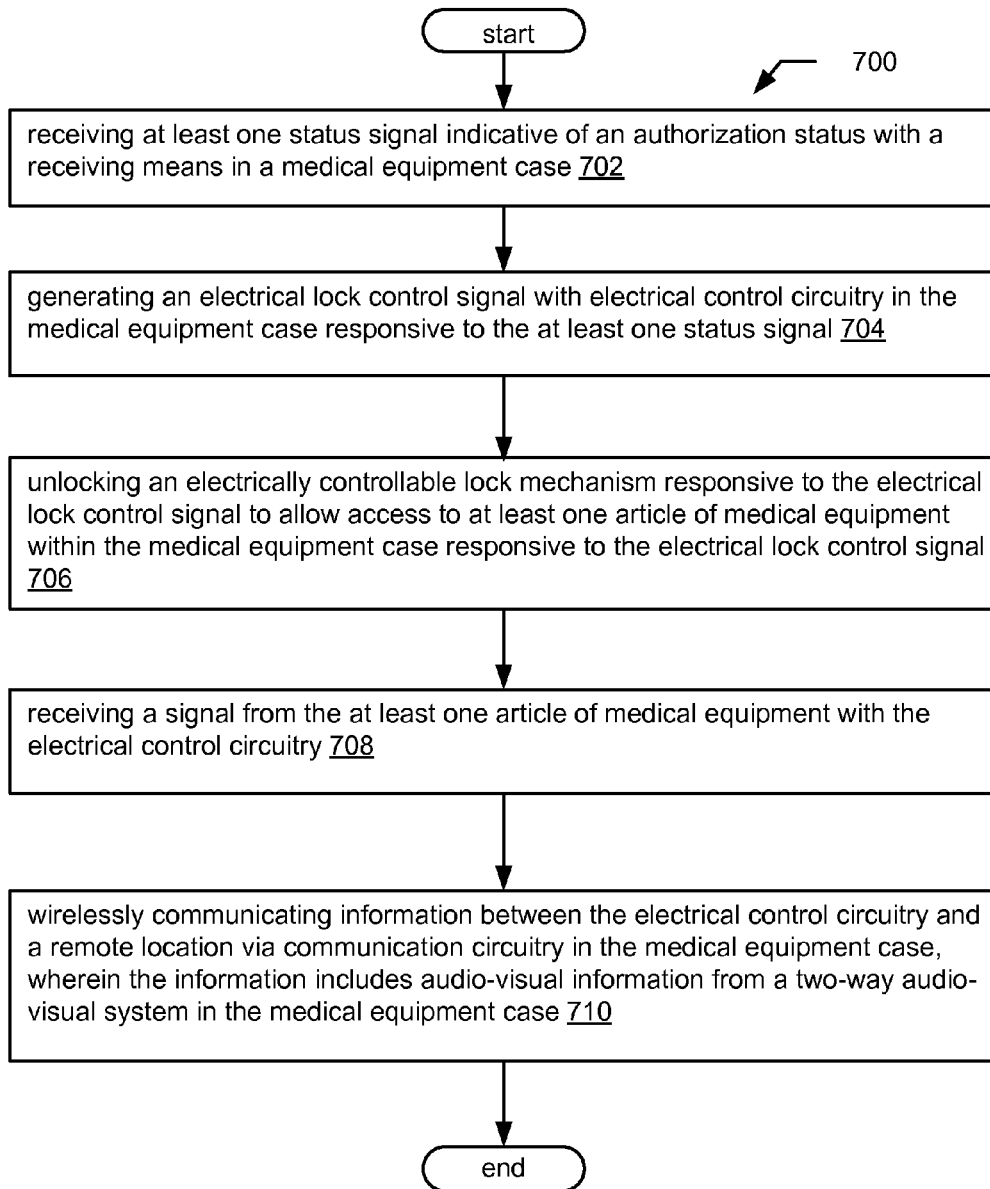 start
700
receiving at least one status signal indicative of an authorization status with a
receiving means in a medical equipment case 702
generating an electrical lock control signal with electrical control circuitry in the
medical equipment case responsive to the at least one status signal 704
unlocking an electrically controllable lock mechanism responsive to the electrical
lock control signal to allow access to at least one article of medical equipment
within the medical equipment case responsive to the electrical lock control signal
706
receiving a signal from the at least one article of medical equipment with the
electrical control circuitry 708
wirelessly communicating information between the electrical control circuitry and
a remote location via communication circuitry in the medical equipment case,
wherein the information includes audio-visual information from a two-way audio-
visual system in the medical equipment case 710
end